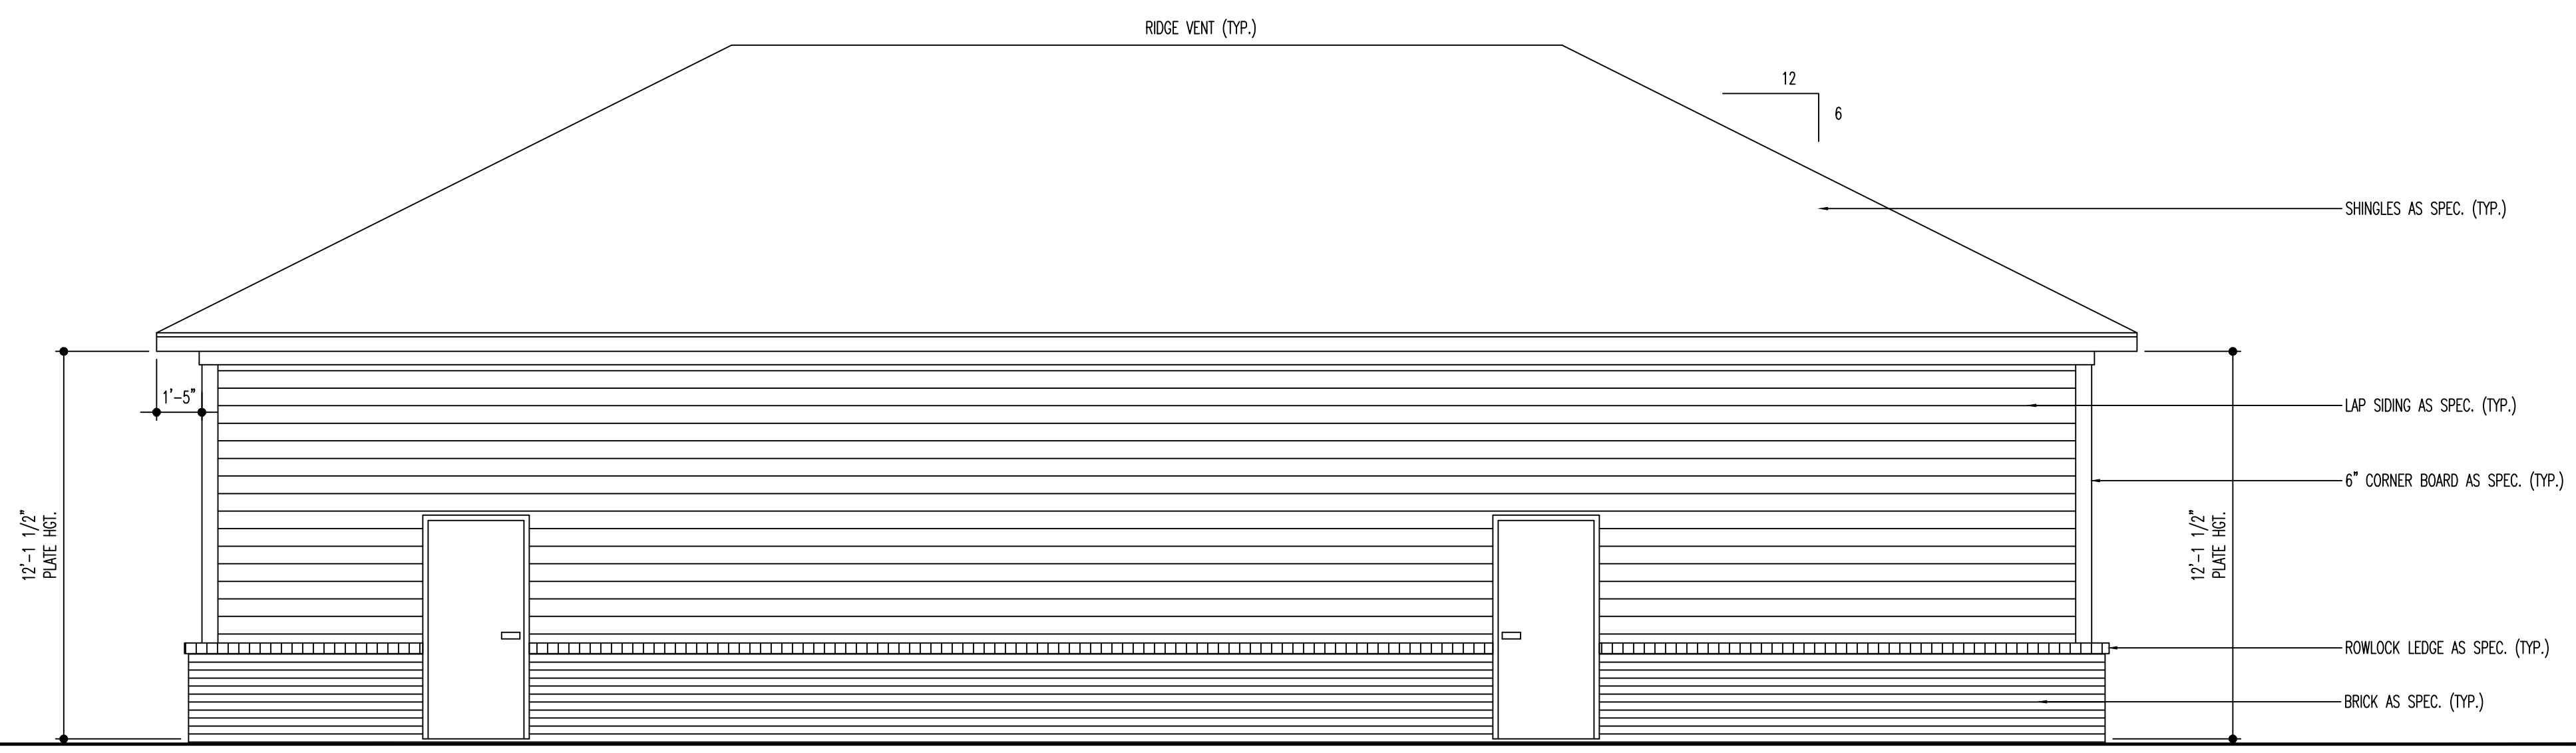 RIDGE VENT (TYP.)
12
6
SHINGLES AS SPEC. (TYP.)
1'-5"
LAP SIDING AS SPEC. (TYP.)
6" CORNER BOARD AS SPEC. (TYP.)
12'-1 1/2"
PLATE HGT.
12'-1 1/2"
PLATE HGT.
ROWLOCK LEDGE AS SPEC. (TYP.)
BRICK AS SPEC. (TYP.)